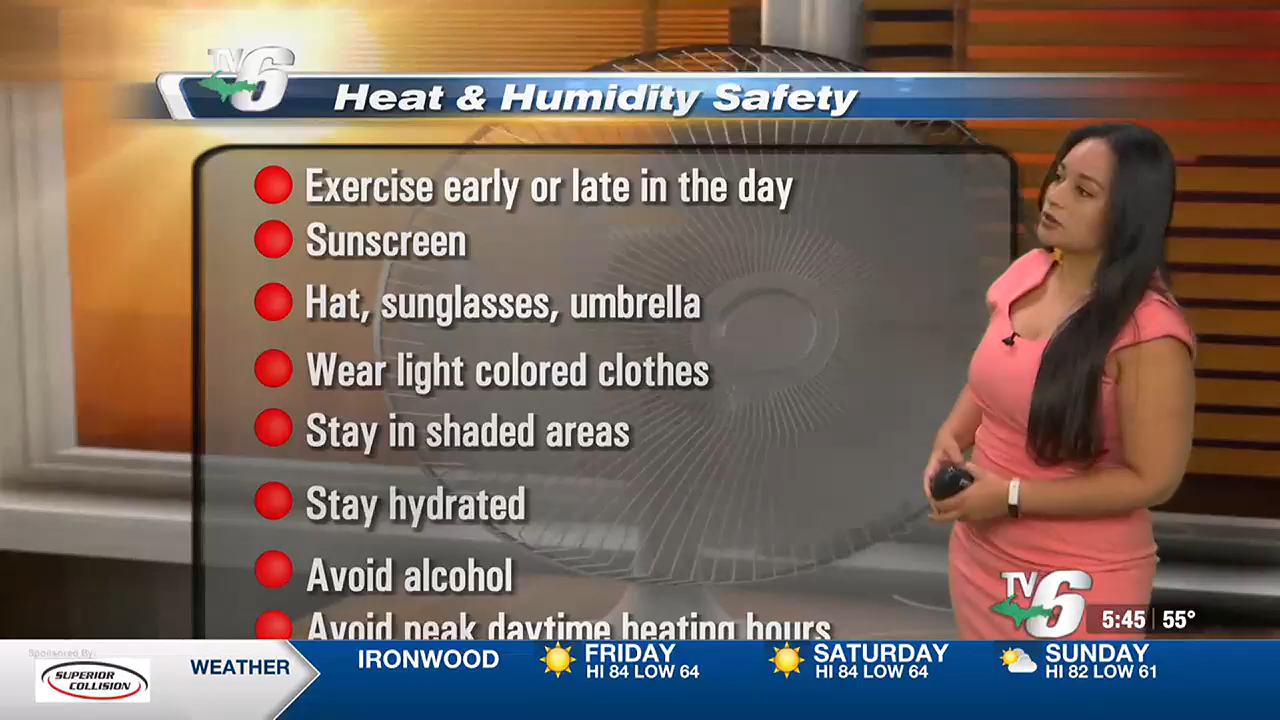 TV6
Heat & Humidity Safety
Exercise early or late in the day
Sunscreen
Hat, sunglasses, umbrella
Wear light colored clothes
Stay in shaded areas
Stay hydrated
Avoid alcohol
Avoid peak daytime heating hours
TV6
5:45 55°
Sponsored By:
SUPERIOR
COLLISION
WEATHER
IRONWOOD
FRIDAY
HI 84 LOW 64
SATURDAY
HI 84 LOW 64
SUNDAY
HI 82 LOW 61